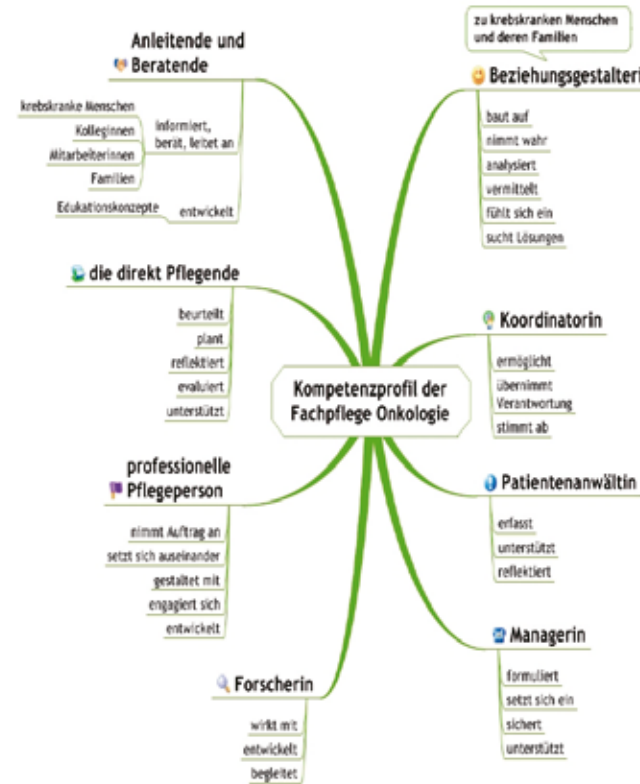 Kompetenzprofil der
Fachpflege Onkologie
Anleitende und
Beratende
informiert,
berät, leitet an
krebskranke Menschen
Kolleginnen
Mitarbeiterinnen
Familien
entwickelt
Edukationskonzepte
die direkt Pflegende
beurteilt
plant
reflektiert
evaluiert
unterstützt
professionelle
Pflegeperson
nimmt Auftrag an
setzt sich auseinander
gestaltet mit
engagiert sich
entwickelt
Forscherin
wirkt mit
entwickelt
begleitet
zu krebskranken Menschen
und deren Familien
Beziehungsgestalteri
baut auf
nimmt wahr
analysiert
vermittelt
fühlt sich ein
sucht Lösungen
Koordinatorin
ermöglicht
übernimmt
Verantwortung
stimmt ab
Patientenanwältin
erfasst
unterstützt
reflektiert
Managerin
formuliert
setzt sich ein
sichert
unterstützt